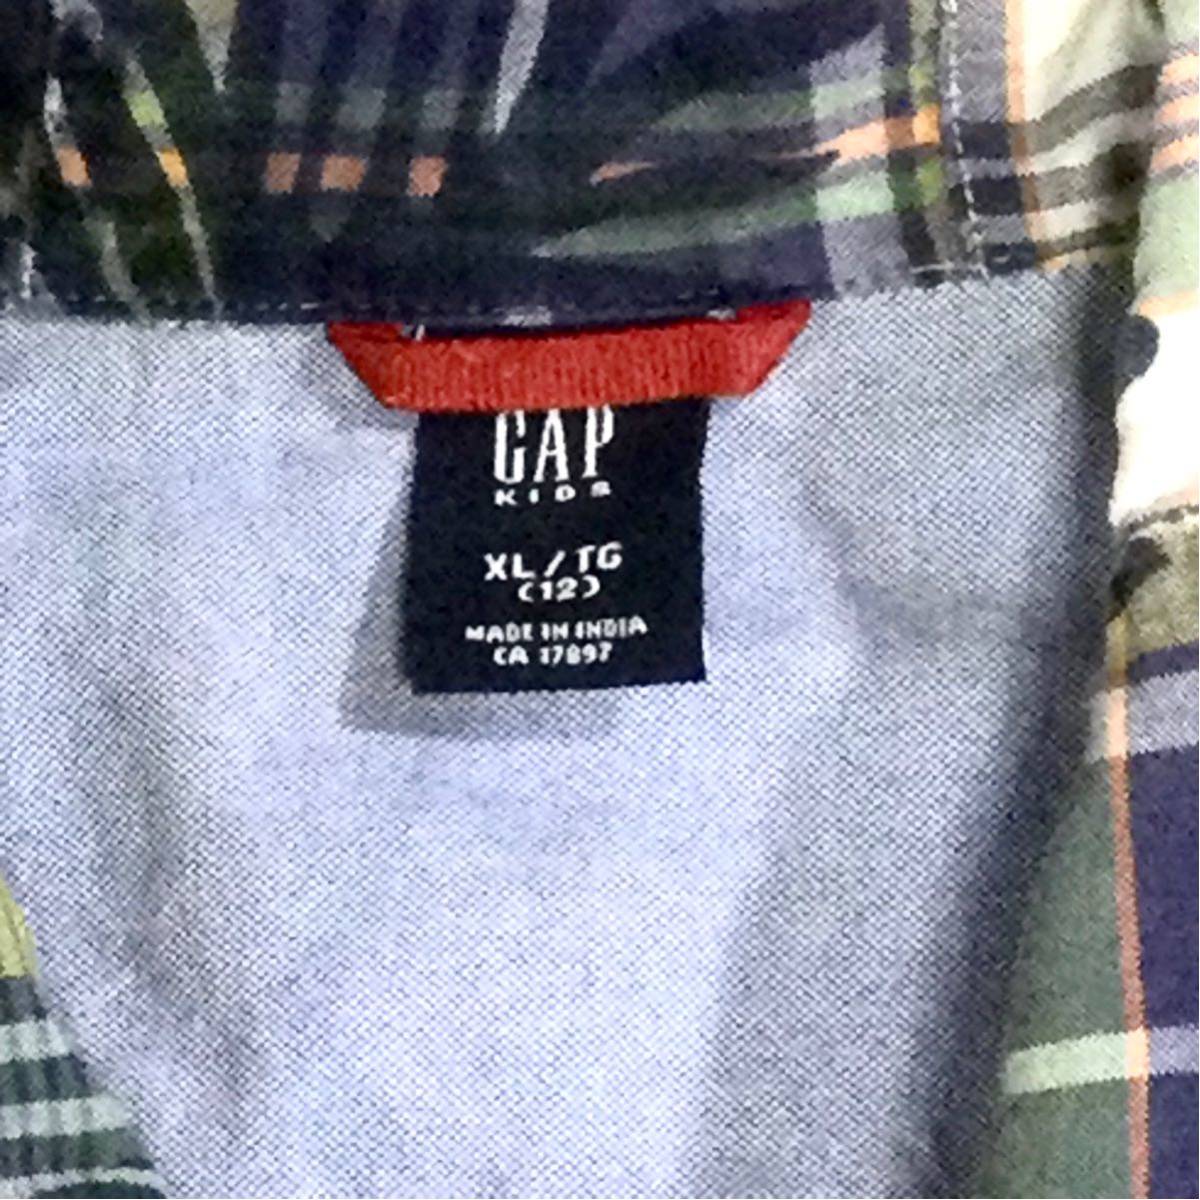 GAP
KIDS
XL/TG
(12)
MADE IN INDIA
CA 17897